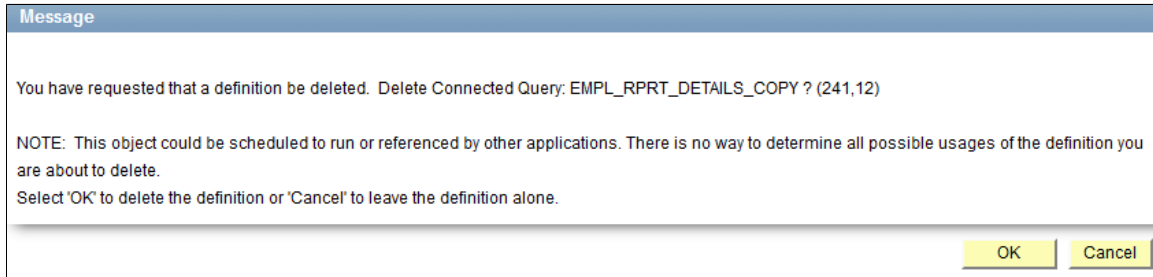 Message
You have requested that a definition be deleted.  Delete Connected Query: EMPL_RPRT_DETAILS_COPY ? (241,12)
NOTE:  This object could be scheduled to run or referenced by other applications. There is no way to determine all possible usages of the definition you
are about to delete.
Select 'OK' to delete the definition or 'Cancel' to leave the definition alone.
OK
Cancel